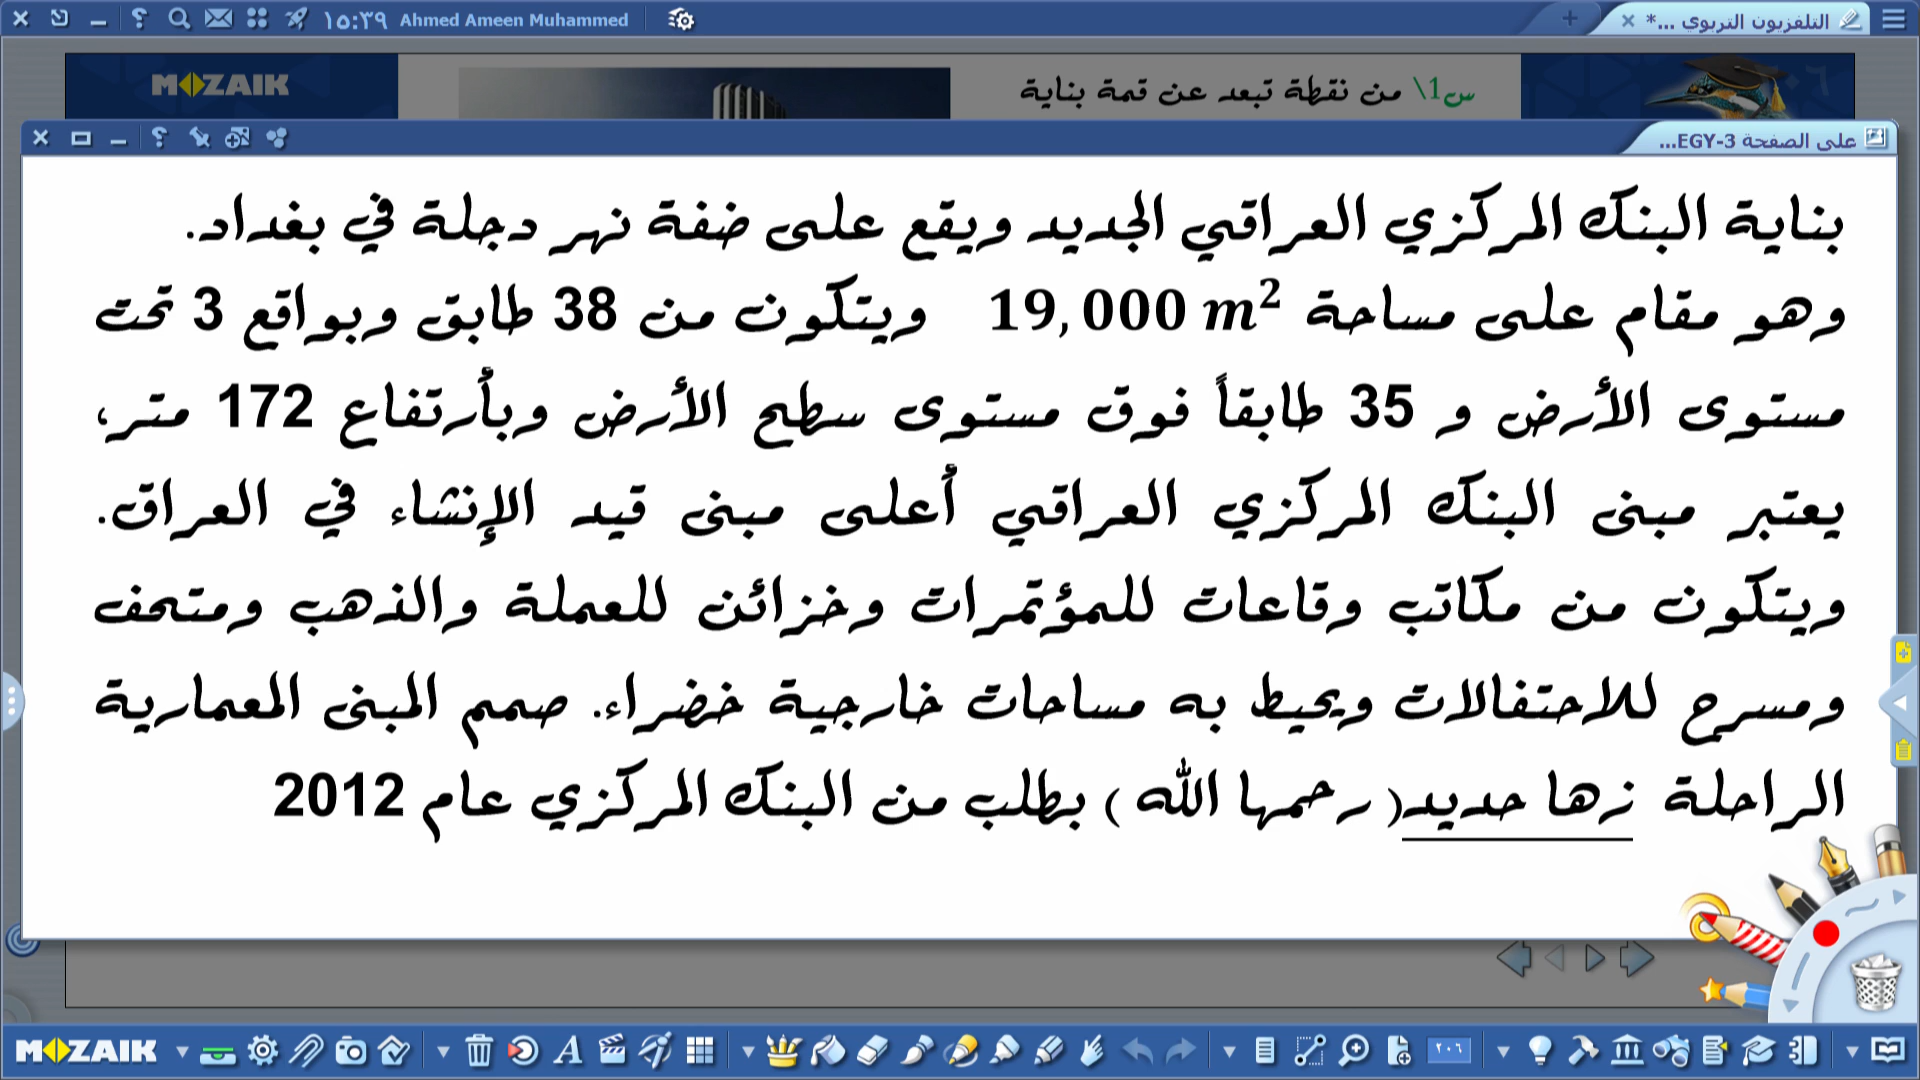 ١٥:٣٩ Ahmed Ameen Muhammed
التلفزيون التربوي ...*
MOZAIK
س1\ من نقطة تبعد عن قمة بناية
٢٠٦
على الصفحة EGY-3...
بناية البنك المركزي العراقي الجديد ويقع على ضفة نهر دجلة في بغداد.
وهو مقام على مساحة 19,000 m² ويتكون من 38 طابق وبواقع 3 تحت
مستوى الأرض و 35 طابقاً فوق مستوى سطح الأرض وبأرتفاع 172 متر،
يعتبر مبنى البنك المركزي العراقي أعلى مبنى قيد الإنشاء في العراق.
ويتكون من مكاتب وقاعات للمؤتمرات وخزائن للعملة والذهب ومتحف
ومسرح للاحتفالات ويحيط به مساحات خارجية خضراء. صمم المبنى المعمارية
الراحلة زها حديد( رحمها الله ) بطلب من البنك المركزي عام 2012
MOZAIK
٢٠٦